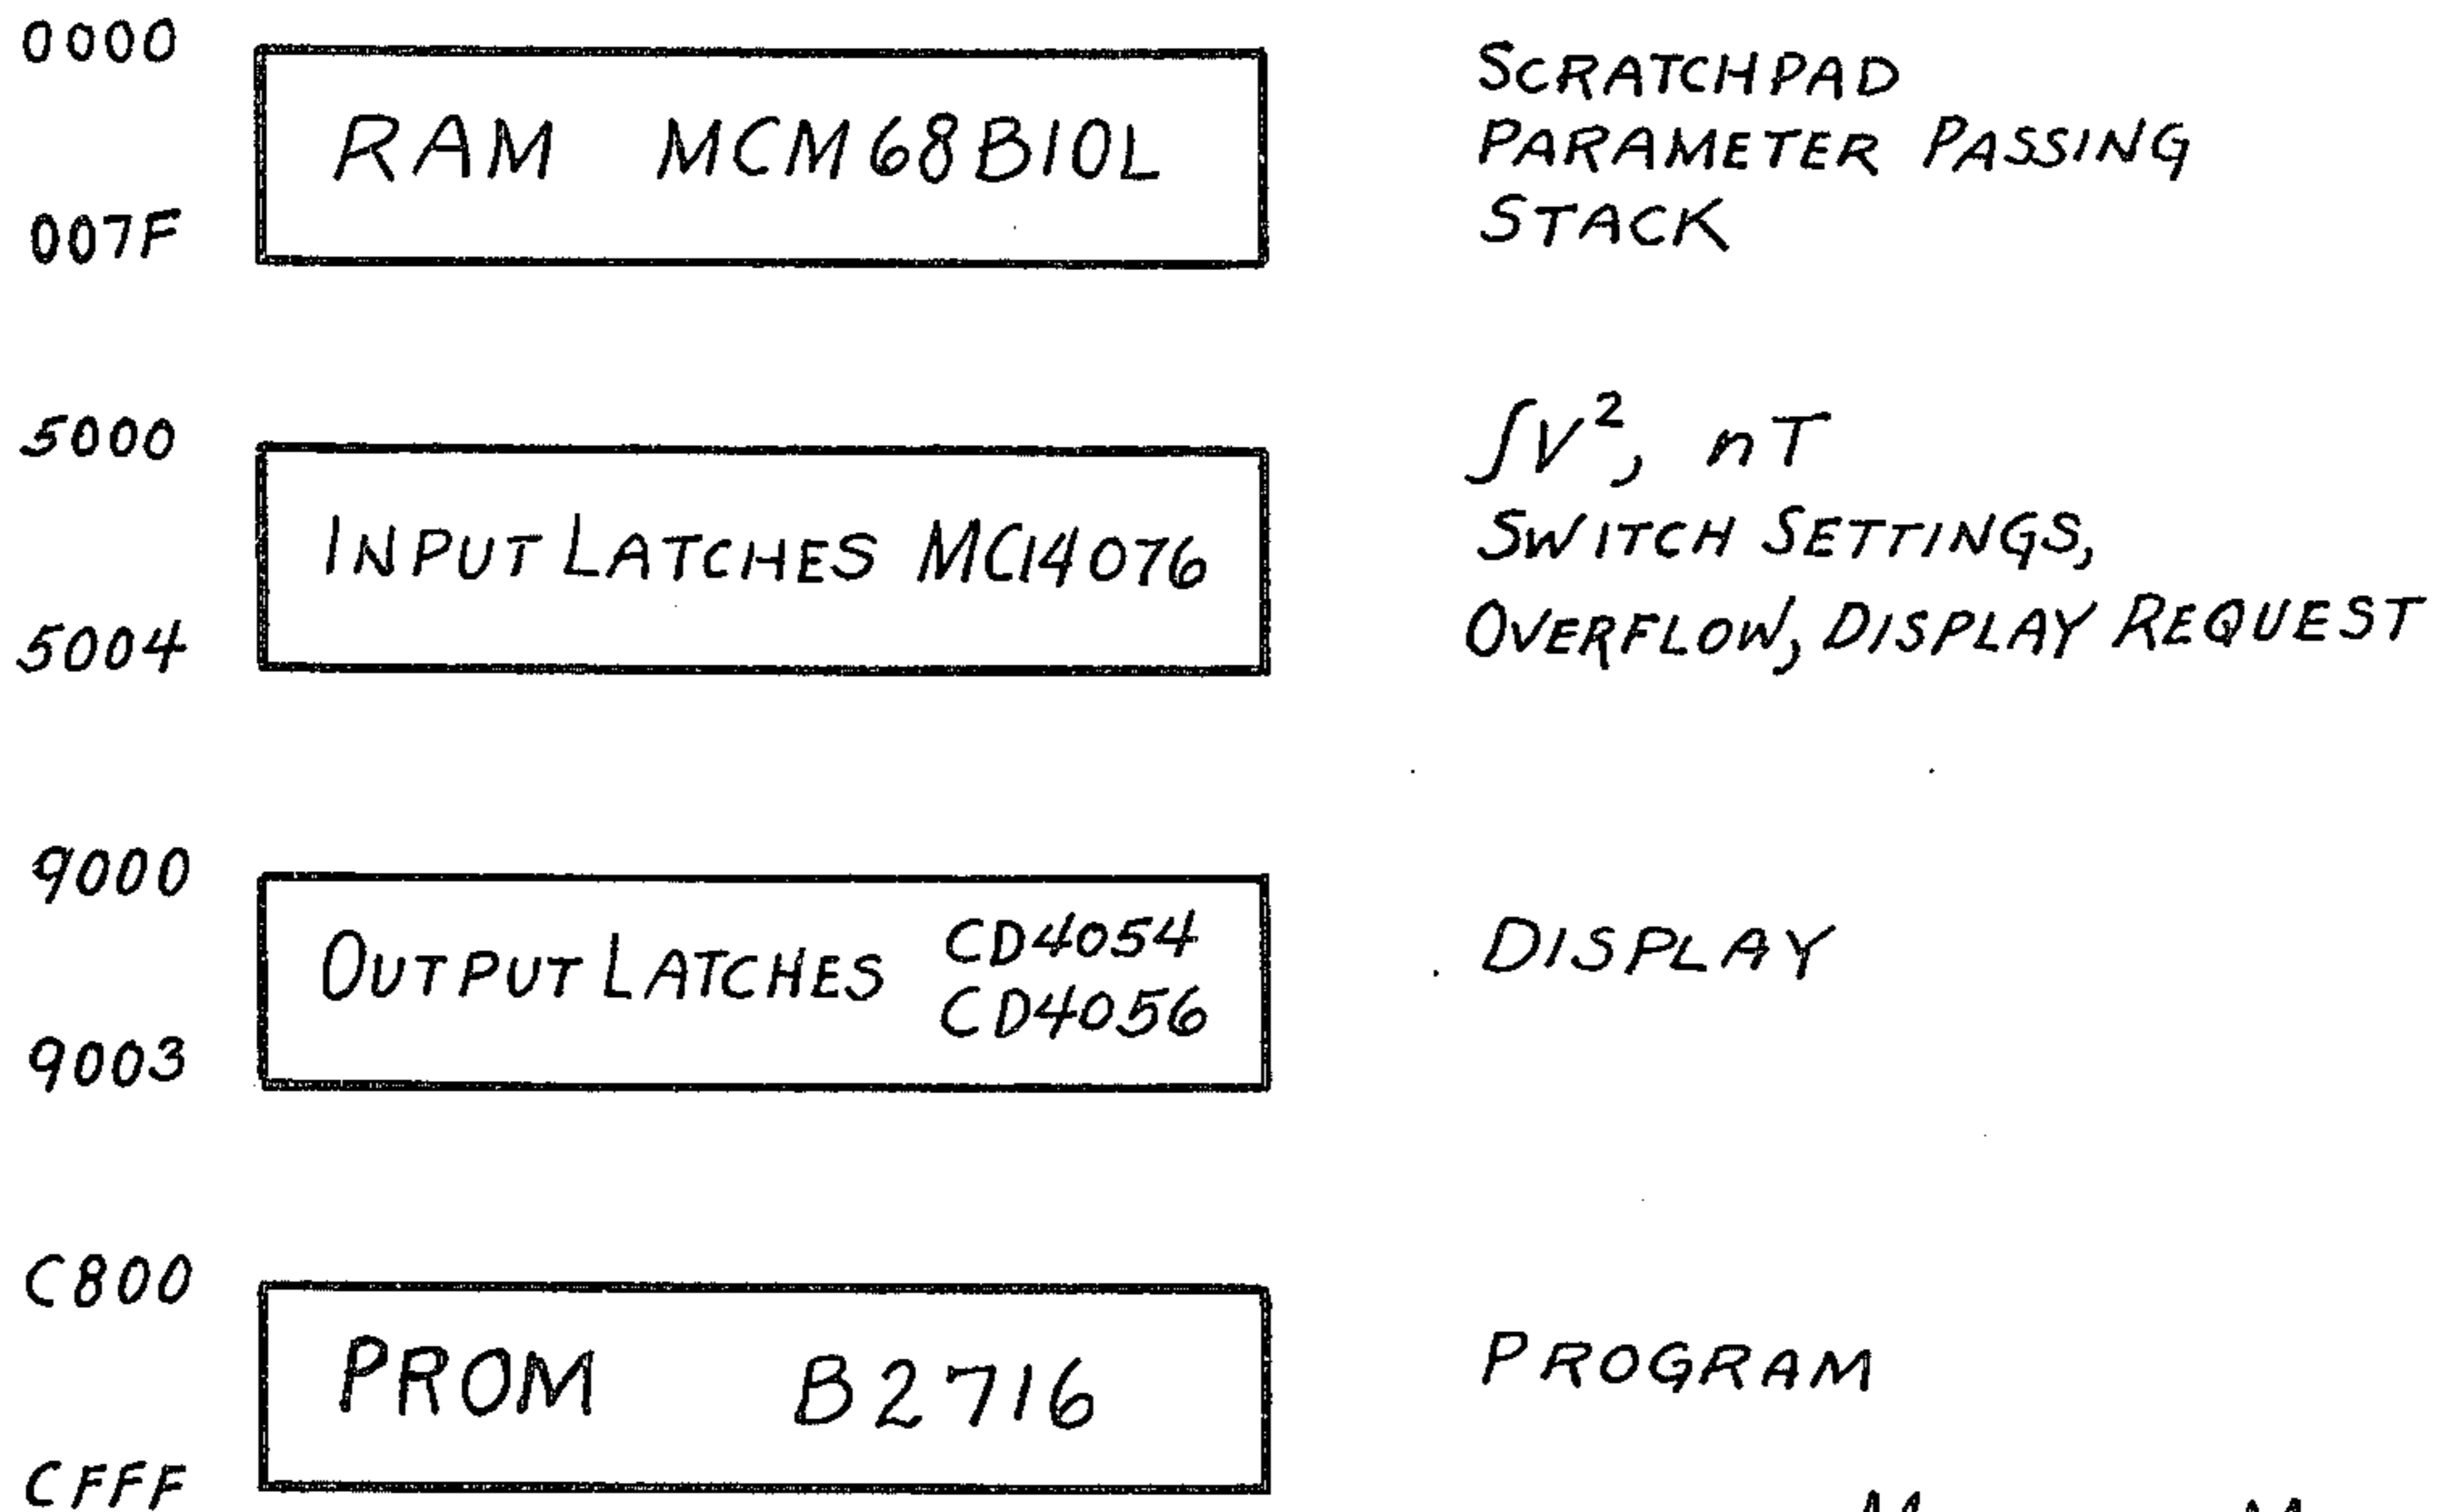 0000
RAM MCM68B10L
007F
SCRATCHPAD
PARAMETER PASSING
STACK
5000
INPUT LATCHES MC14076
5004
∫V², nT
SWITCH SETTINGS,
OVERFLOW, DISPLAY REQUEST
9000
OUTPUT LATCHES CD4054
CD4056
9003
DISPLAY
C800
PROM B2716
CFFF
PROGRAM